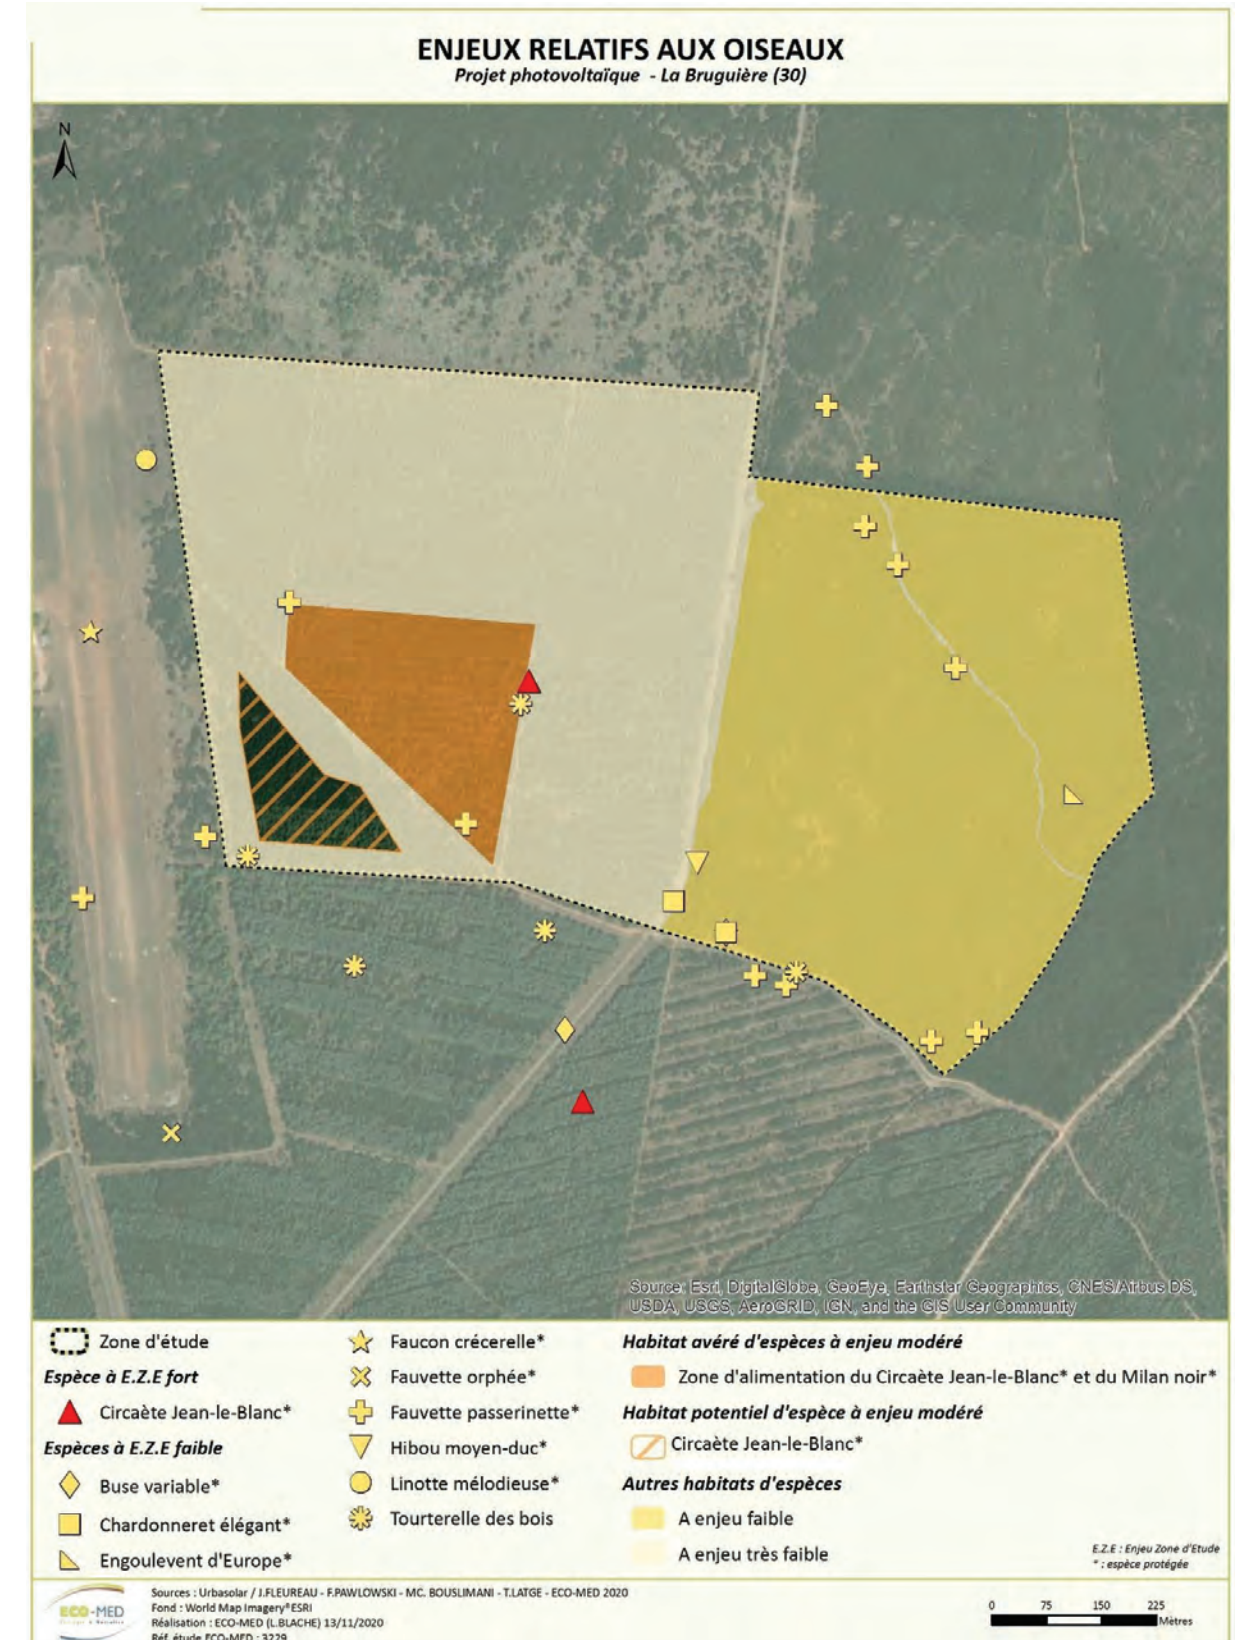 ENJEUX RELATIFS AUX OISEAUX
Projet photovoltaïque - La Bruguière (30)
N
Source: Esri, DigitalGlobe, GeoEye, Earthstar Geographics, CNES/Airbus DS,
USDA, USGS, AeroGRID, IGN, and the GIS User Community
Zone d'étude
Espèce à E.Z.E fort
Circaète Jean-le-Blanc*
Espèces à E.Z.E faible
Buse variable*
Chardonneret élégant*
Engoulevent d'Europe*
Faucon crécerelle*
Fauvette orphée*
Fauvette passerinette*
Hibou moyen-duc*
Linotte mélodieuse*
Tourterelle des bois
Habitat avéré d'espèces à enjeu modéré
Zone d'alimentation du Circaète Jean-le-Blanc* et du Milan noir*
Habitat potentiel d'espèce à enjeu modéré
Circaète Jean-le-Blanc*
Autres habitats d'espèces
A enjeu faible
A enjeu très faible
E.Z.E : Enjeu Zone d'Etude
* : espèce protégée
ECO-MED
Sources : Urbasolar / J.FLEUREAU - F.PAWLOWSKI - MC. BOUSLIMANI - T.LATGE - ECO-MED 2020
Fond : World Map Imagery®ESRI
Réalisation : ECO-MED (L.BLACHE) 13/11/2020
Réf. étude ECO-MED : 3229
0 75 150 225
Mètres